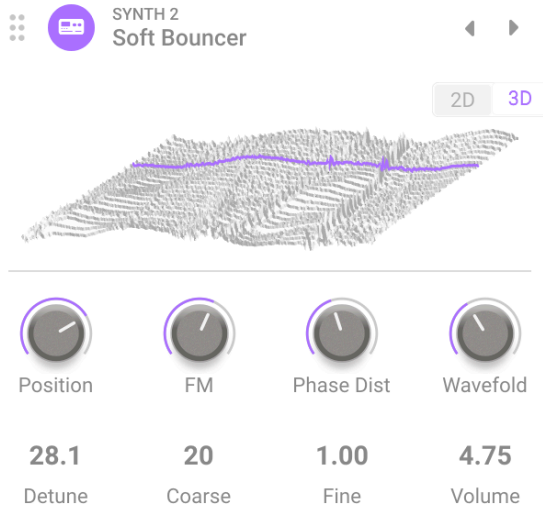 SYNTH 2
Soft Bouncer
2D 3D
Position FM Phase Dist Wavefold
28.1 20 1.00 4.75
Detune Coarse Fine Volume